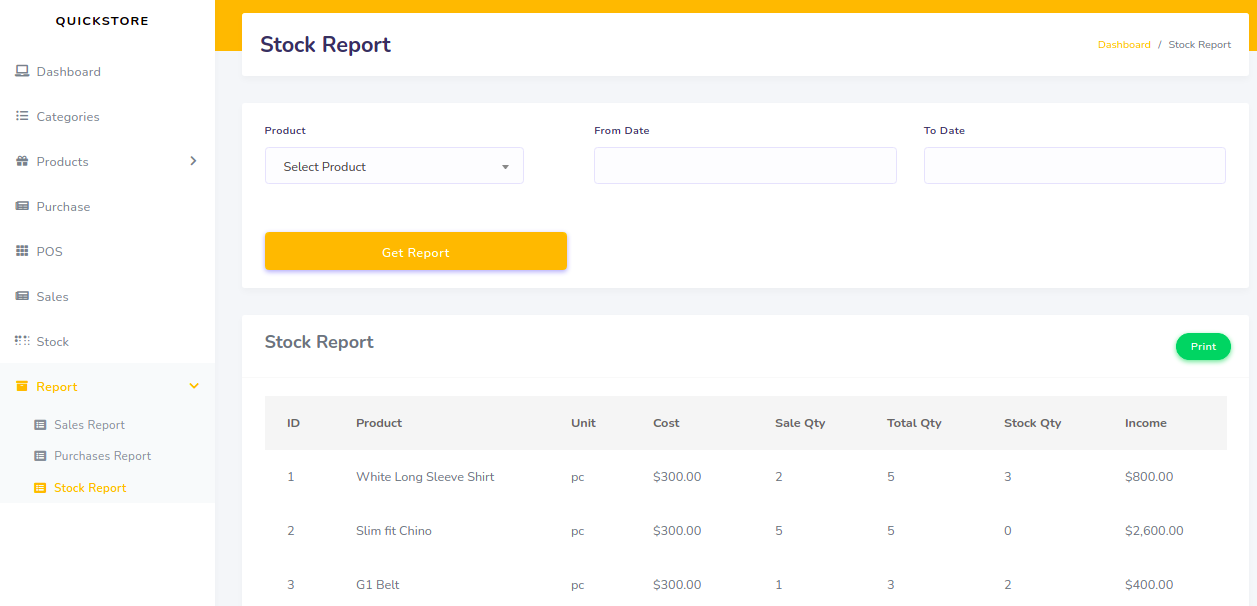 QUICKSTORE
Dashboard
Categories
Products
Purchase
POS
Sales
Stock
Report
Sales Report
Purchases Report
Stock Report
Stock Report
Dashboard / Stock Report
Product From Date To Date
Select Product
Get Report
Stock Report
Print
ID Product Unit Cost Sale Qty Total Qty Stock Qty Income
1 White Long Sleeve Shirt pc $300.00 2 5 3 $800.00
2 Slim fit Chino pc $300.00 5 5 0 $2,600.00
3 G1 Belt pc $300.00 1 3 2 $400.00